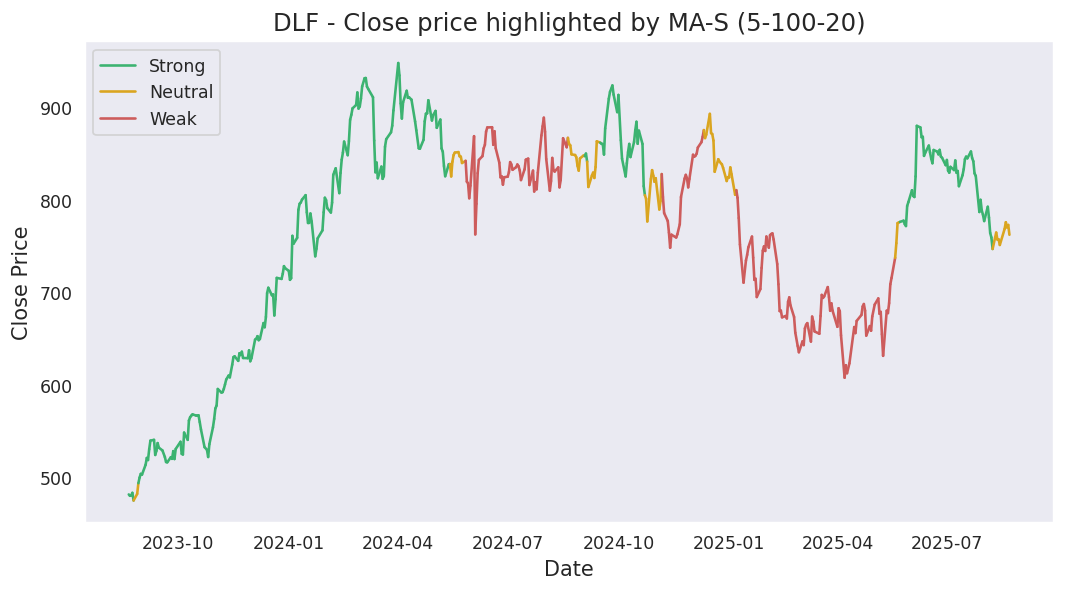 DLF - Close price highlighted by MA-S (5-100-20)
Strong
Neutral
Weak
Close Price
900
800
700
600
500
2023-10 2024-01 2024-04 2024-07 2024-10 2025-01 2025-04 2025-07
Date